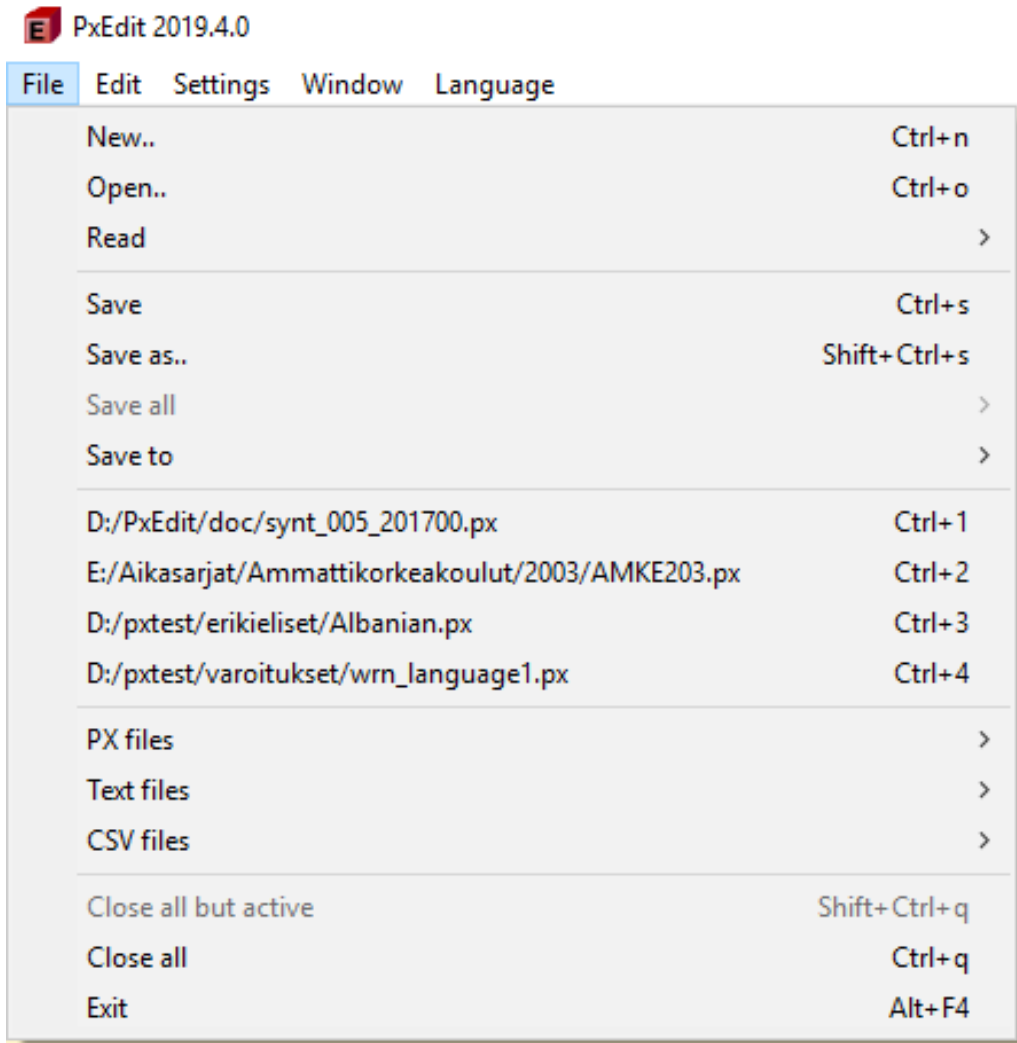 E PxEdit 2019.4.0
File Edit Settings Window Language
New.. Ctrl+n
Open.. Ctrl+o
Read >
Save Ctrl+s
Save as.. Shift+Ctrl+s
Save all >
Save to >
D:/PxEdit/doc/synt_005_201700.px Ctrl+1
E:/Aikasarjat/Ammattikorkeakoulut/2003/AMKE203.px Ctrl+2
D:/pxtest/erikieliset/Albanian.px Ctrl+3
D:/pxtest/varoitukset/wrn_language1.px Ctrl+4
PX files >
Text files >
CSV files >
Close all but active Shift+Ctrl+q
Close all Ctrl+q
Exit Alt+F4